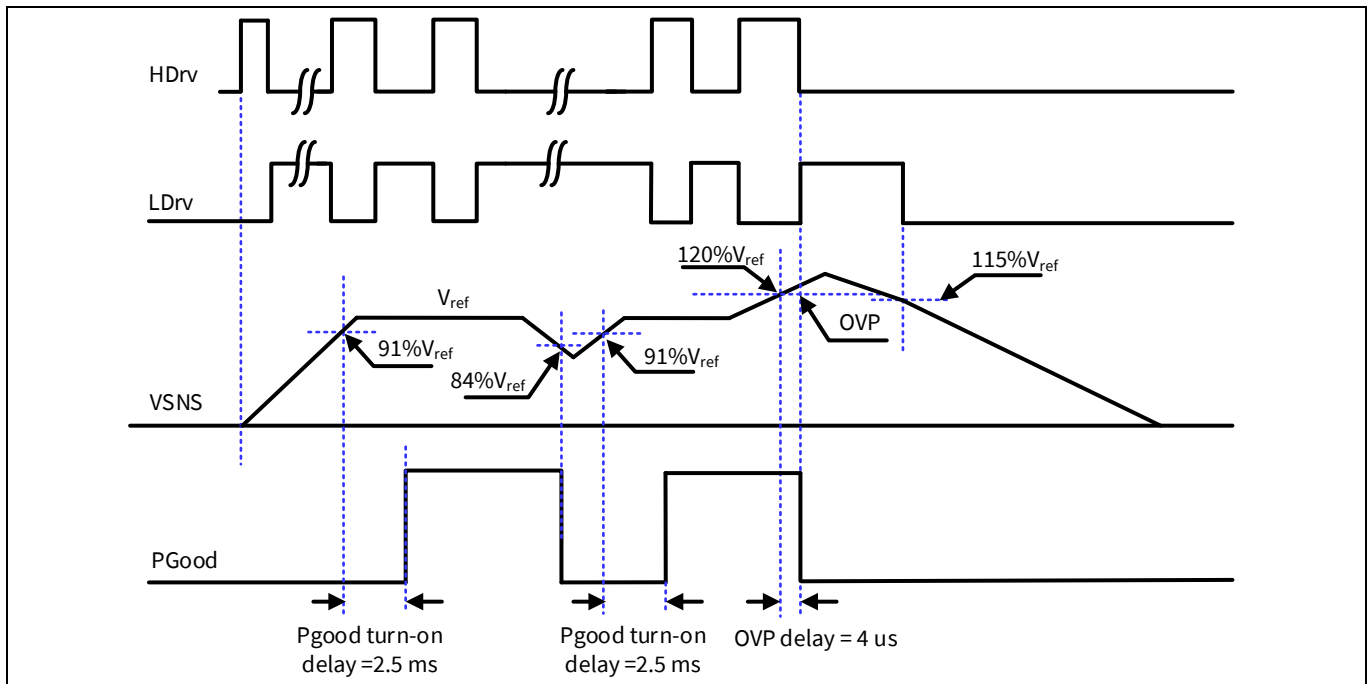 HDrv
LDrv
120%Vref
115%Vref
Vref
OVP
91%Vref
84%Vref
91%Vref
VSNS
PGood
Pgood turn-on
delay =2.5 ms
Pgood turn-on
delay =2.5 ms
OVP delay = 4 us